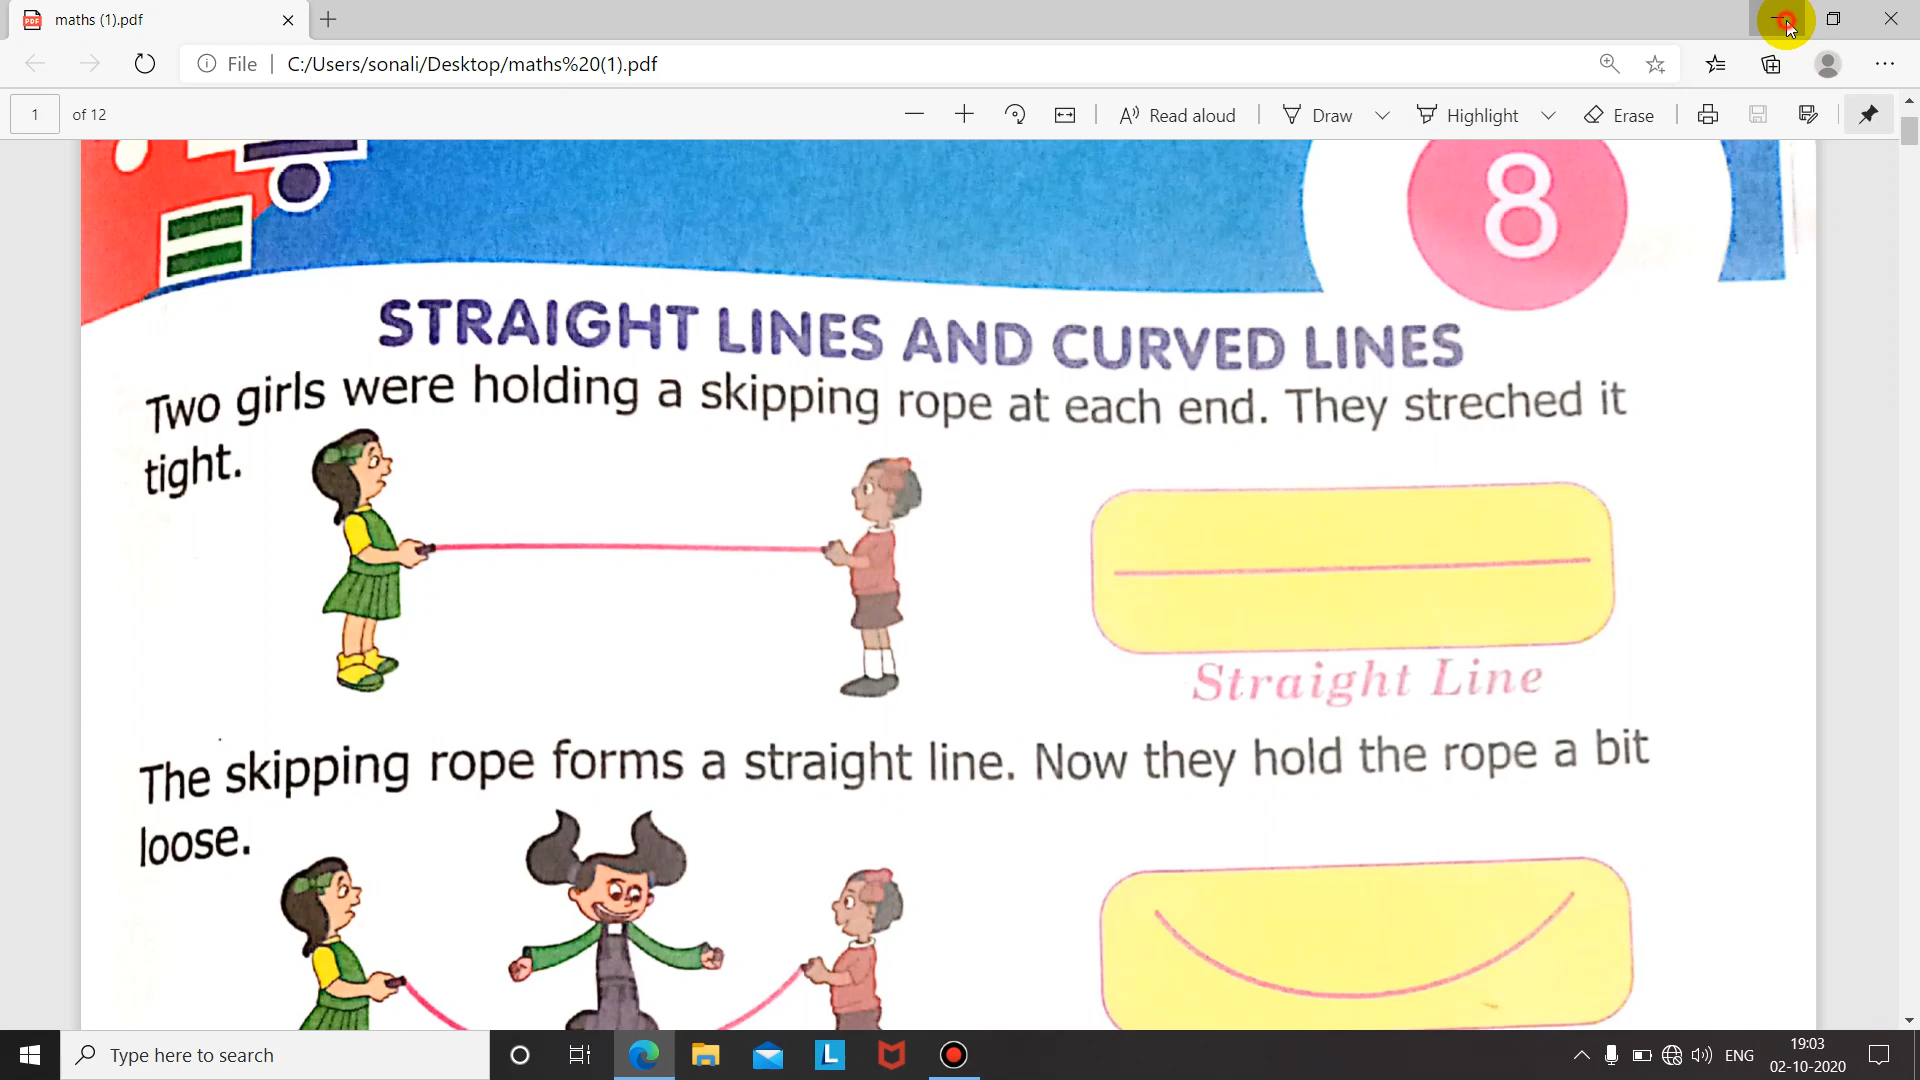 maths (1).pdf
File
C:/Users/sonali/Desktop/maths%20(1).pdf
1 of 12
Read aloud
Draw
Highlight
Erase
8
STRAIGHT LINES AND CURVED LINES
Two girls were holding a skipping rope at each end. They streched it
tight.
Straight Line
The skipping rope forms a straight line. Now they hold the rope a bit
loose.
Type here to search
L
ENG
19:03
02-10-2020